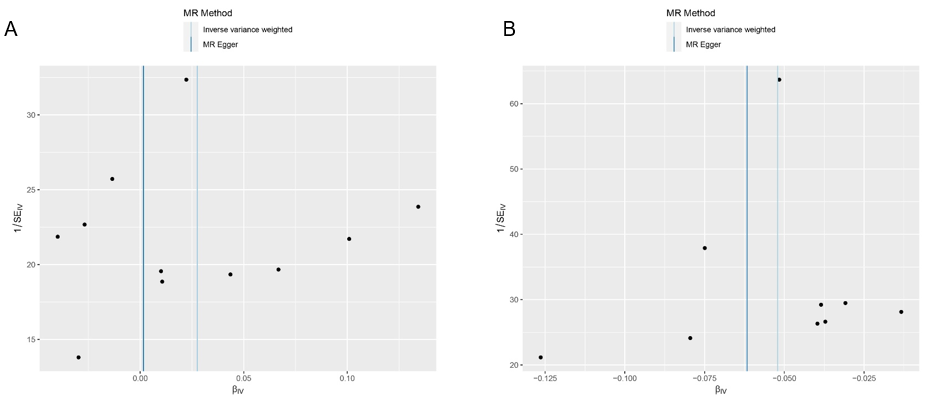 A
MR Method
Inverse variance weighted
MR Egger
30
25
20
15
1/SEIV
0.00
0.05
0.10
βIV
B
MR Method
Inverse variance weighted
MR Egger
60
50
40
30
20
1/SEIV
−0.125
−0.100
−0.075
−0.050
−0.025
βIV